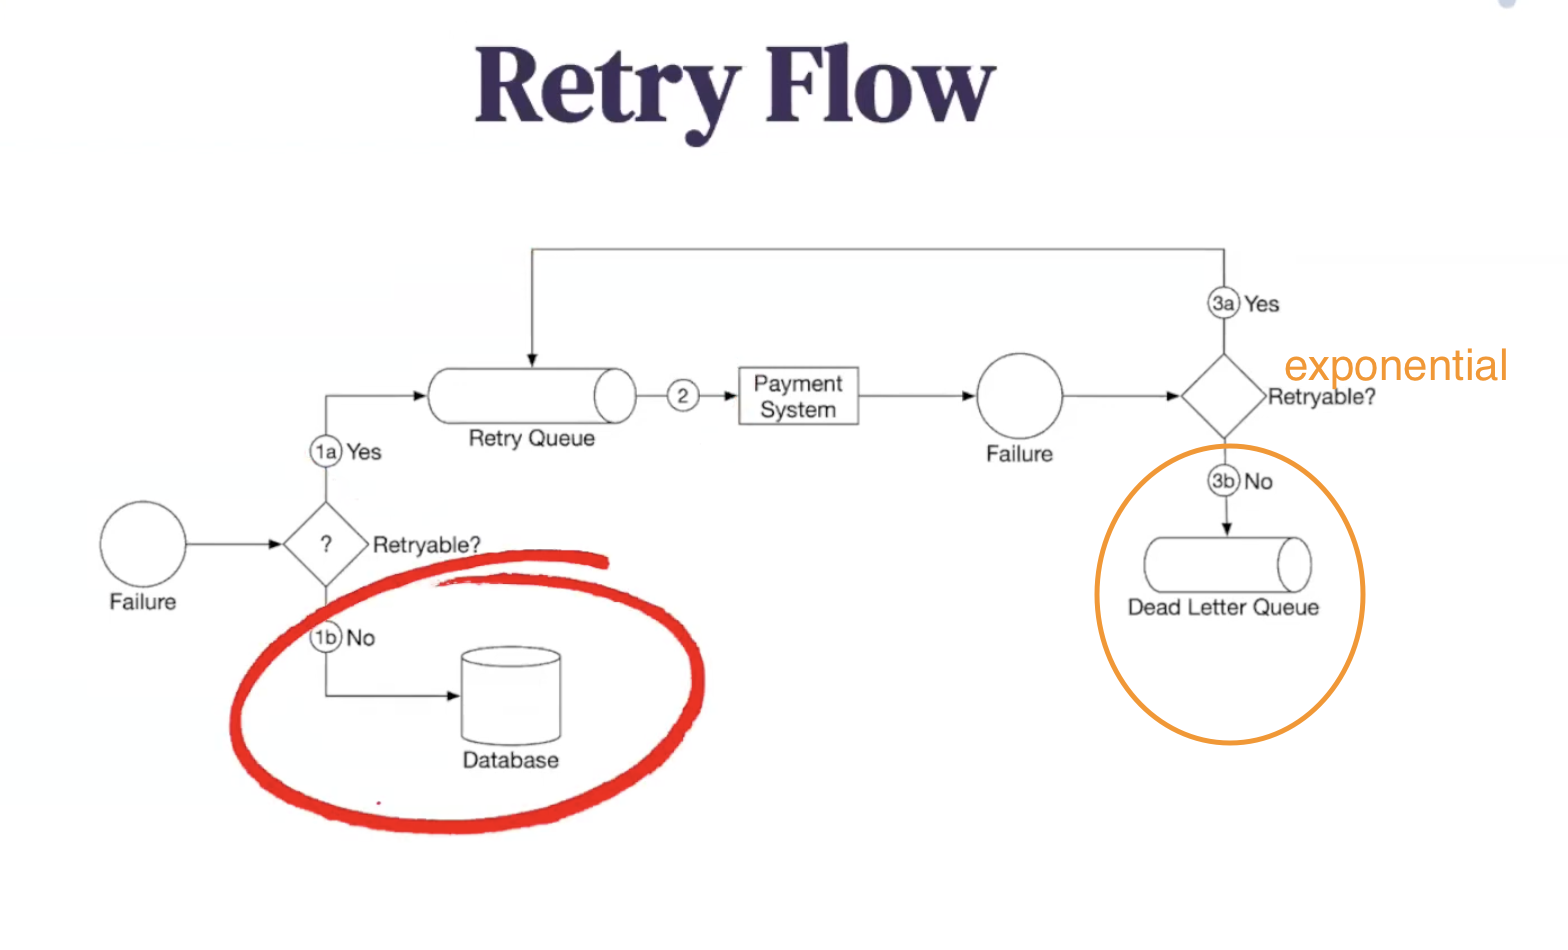 Retry Flow
3a Yes
exponential
Retryable?
2
Payment
System
Retry Queue
Failure
1a Yes
3b No
? Retryable?
Failure
Dead Letter Queue
1b No
Database